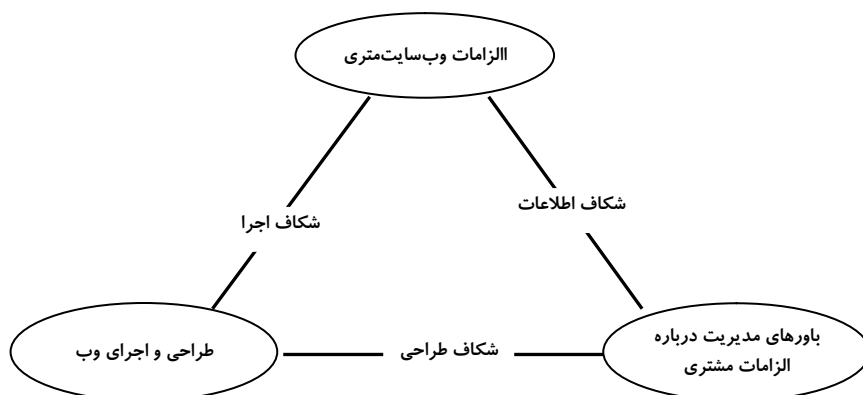 االزامات وب‌سایت‌متری
شکاف اطلاعات
شکاف اجرا
باورهای مدیریت درباره
الزامات مشتری
شکاف طراحی
طراحی و اجرای وب